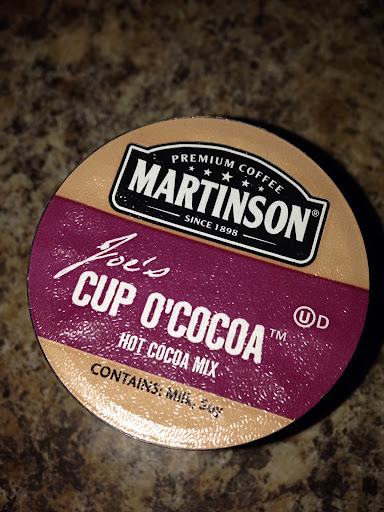 PREMIUM COFFEE
MARTINSON®
SINCE 1898
Joe's
CUP O'COCOA™
ⓊD
HOT COCOA MIX
CONTAINS: Milk, Soy